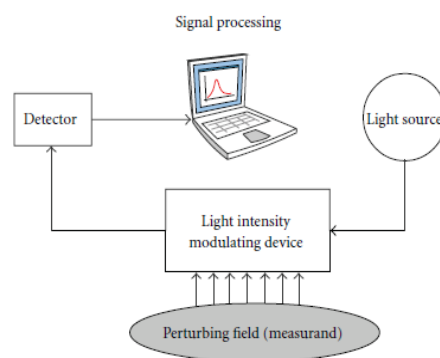 Signal processing
Detector
Light source
Light intensity
modulating device
Perturbing field (measurand)